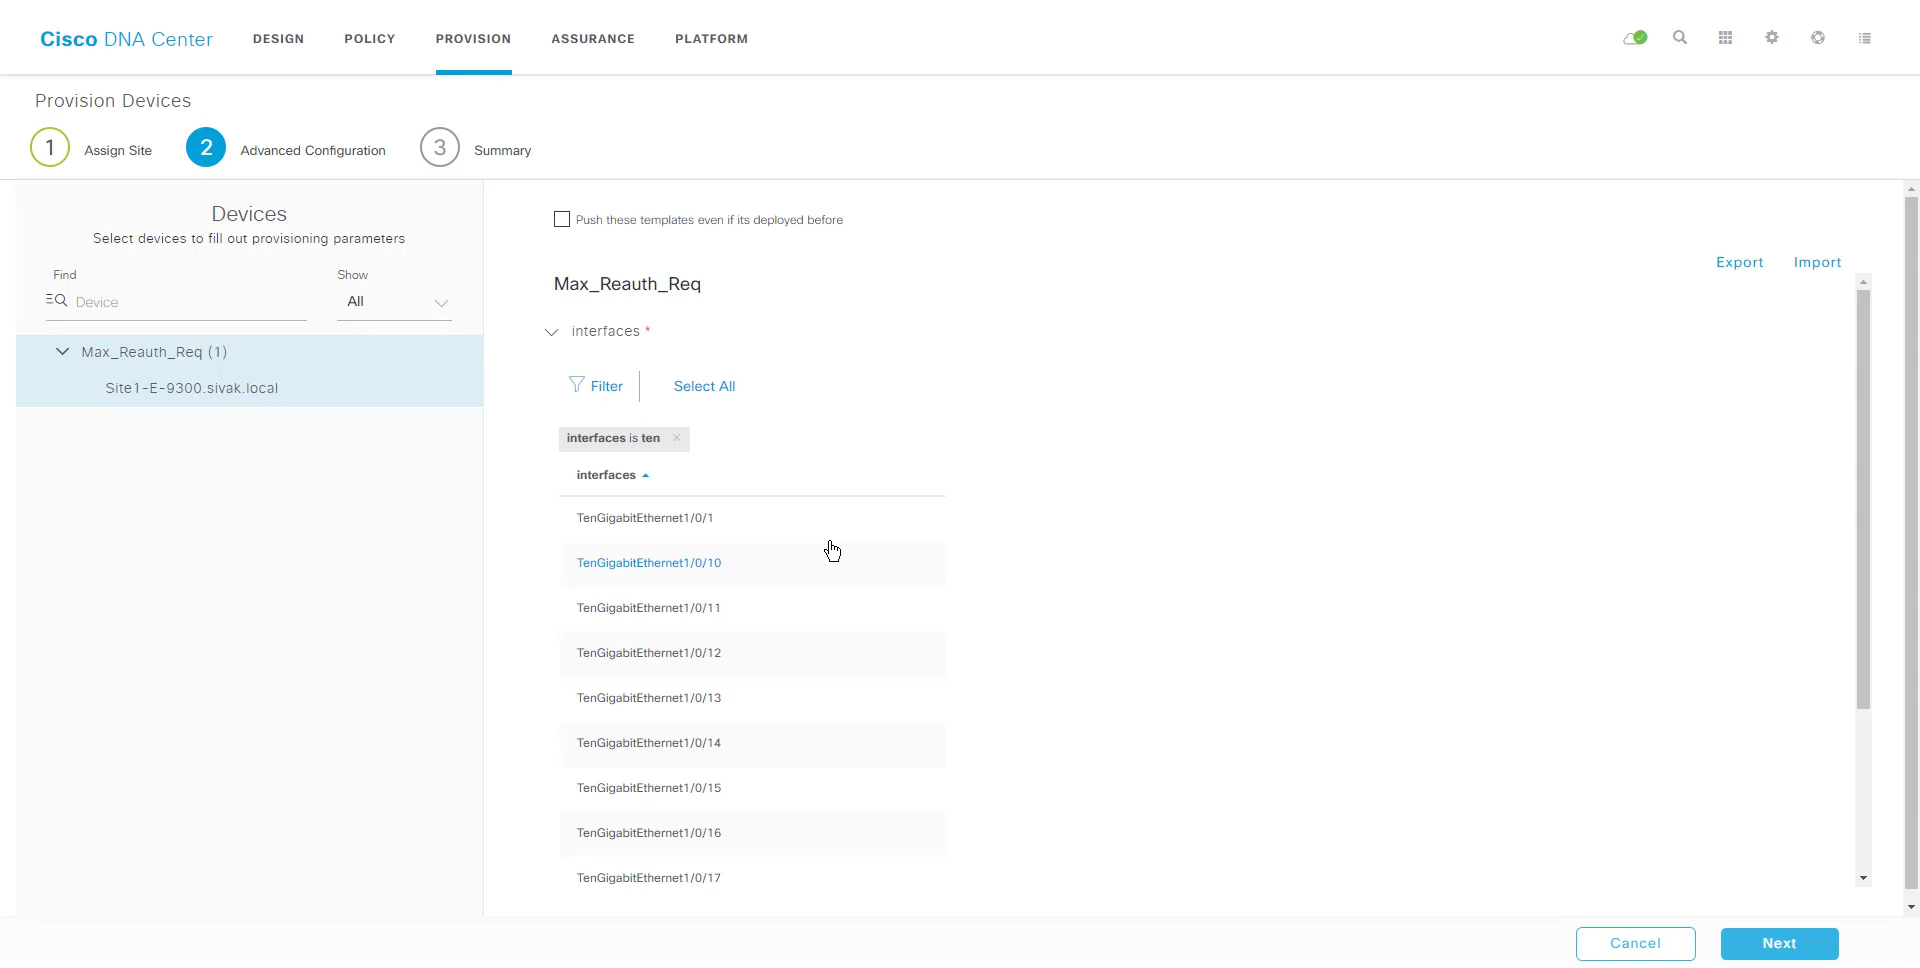 Cisco DNA Center
DESIGN
POLICY
PROVISION
ASSURANCE
PLATFORM
Provision Devices
1 Assign Site
2 Advanced Configuration
3 Summary
Devices
Select devices to fill out provisioning parameters
Find
Device
Show
All
Max_Reauth_Req (1)
Site1-E-9300.sivak.local
Push these templates even if its deployed before
Export
Import
Max_Reauth_Req
interfaces *
Filter
Select All
interfaces is ten ×
interfaces
TenGigabitEthernet1/0/1
TenGigabitEthernet1/0/10
TenGigabitEthernet1/0/11
TenGigabitEthernet1/0/12
TenGigabitEthernet1/0/13
TenGigabitEthernet1/0/14
TenGigabitEthernet1/0/15
TenGigabitEthernet1/0/16
TenGigabitEthernet1/0/17
Cancel
Next